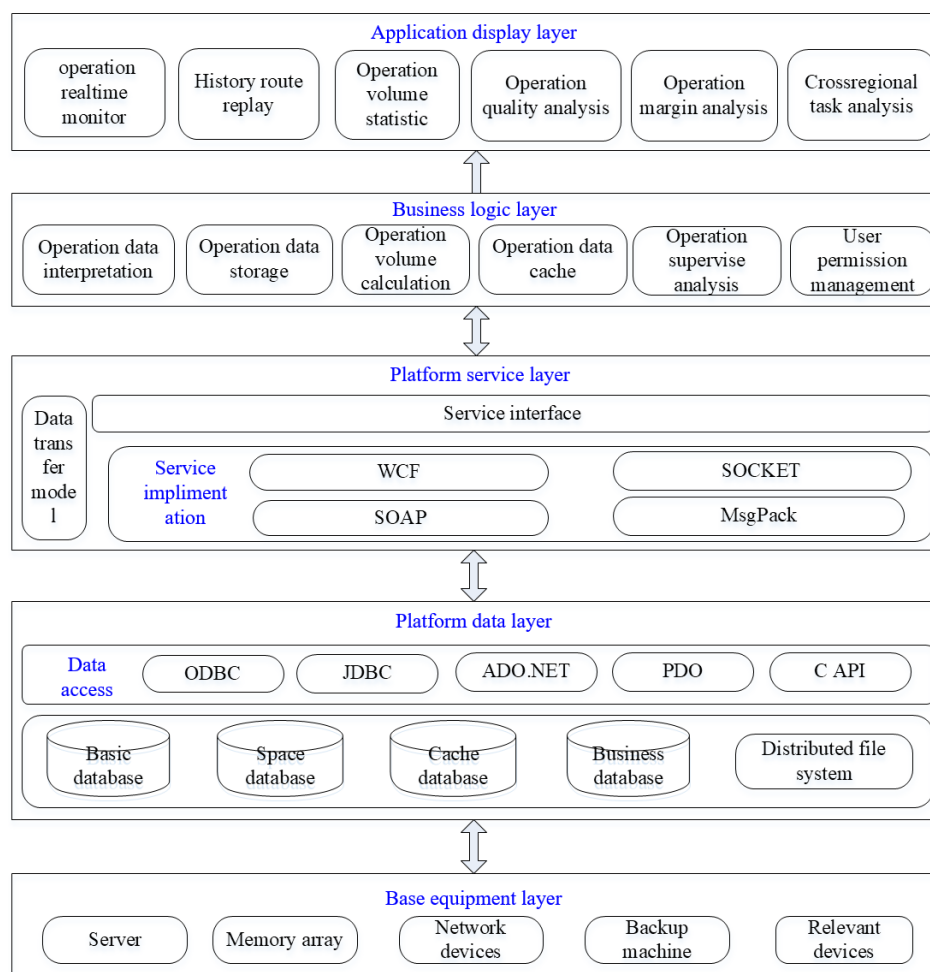 Application display layer
operation
realtime
monitor
History route
replay
Operation
volume
statistic
Operation
quality analysis
Operation
margin analysis
Crossregional
task analysis
Business logic layer
Operation data
interpretation
Operation data
storage
Operation
volume
calculation
Operation data
cache
Operation
supervise
analysis
User
permission
management
Platform service layer
Data
trans
fer
mode
l
Service interface
Service
impliment
ation
WCF
SOCKET
SOAP
MsgPack
Platform data layer
Data
access
ODBC
JDBC
ADO.NET
PDO
C API
Basic
database
Space
database
Cache
database
Business
database
Distributed file
system
Base equipment layer
Server
Memory array
Network
devices
Backup
machine
Relevant
devices